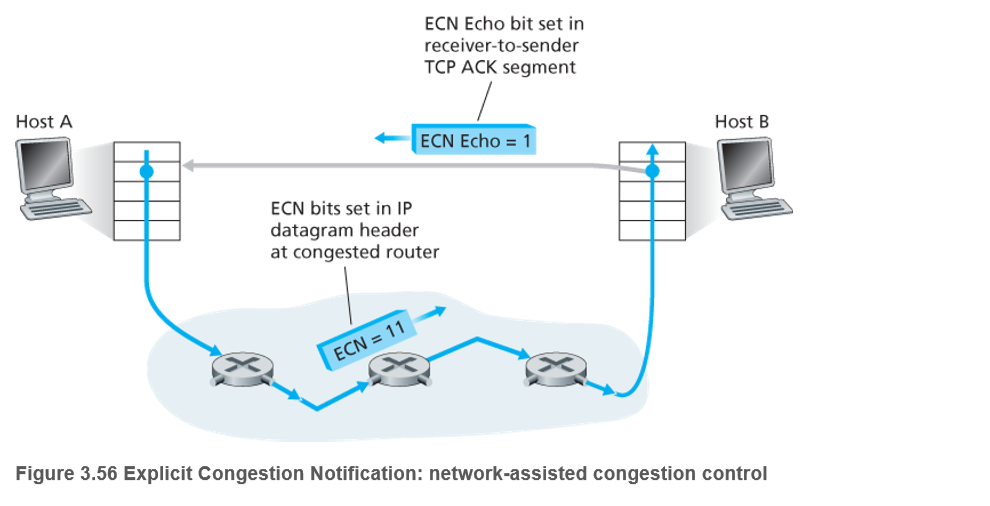 ECN Echo bit set in
receiver-to-sender
TCP ACK segment
Host A
ECN Echo = 1
Host B
ECN bits set in IP
datagram header
at congested router
ECN = 11
Figure 3.56 Explicit Congestion Notification: network-assisted congestion control